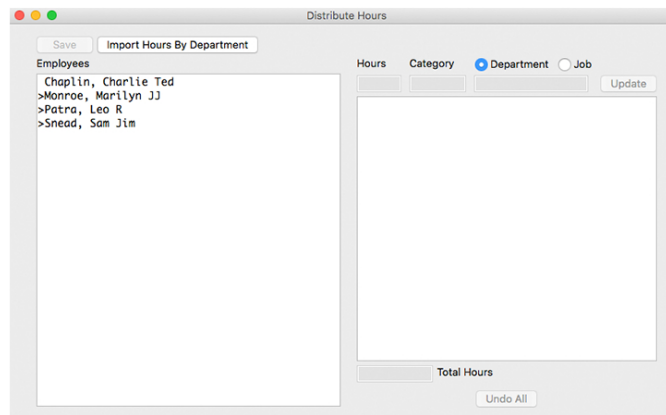 Distribute Hours
Save Import Hours By Department
Employees
Chaplin, Charlie Ted
>Monroe, Marilyn JJ
>Patra, Leo R
>Snead, Sam Jim
Hours Category Department Job
Update
Total Hours
Undo All